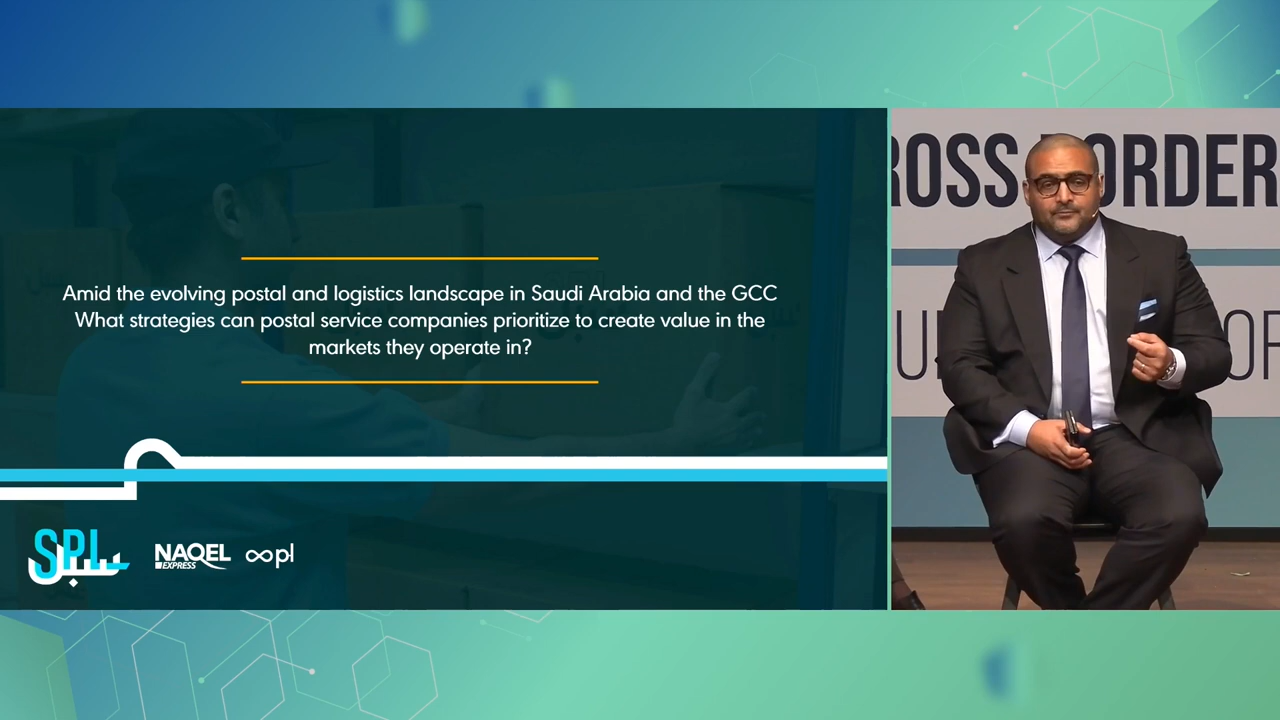 ROSS BORDER
Amid the evolving postal and logistics landscape in Saudi Arabia and the GCC
What strategies can postal service companies prioritize to create value in the
markets they operate in?
SPL
سبل
NAQEL
EXPRESS
pl